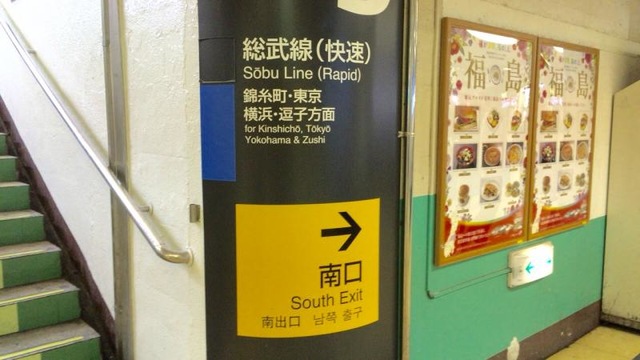 総武線(快速)
Sōbu Line (Rapid)
錦糸町・東京
横浜・逗子方面
for Kinshichō, Tōkyō
Yokohama & Zushi
南口
South Exit
南出口 남쪽 출구
福島
福島